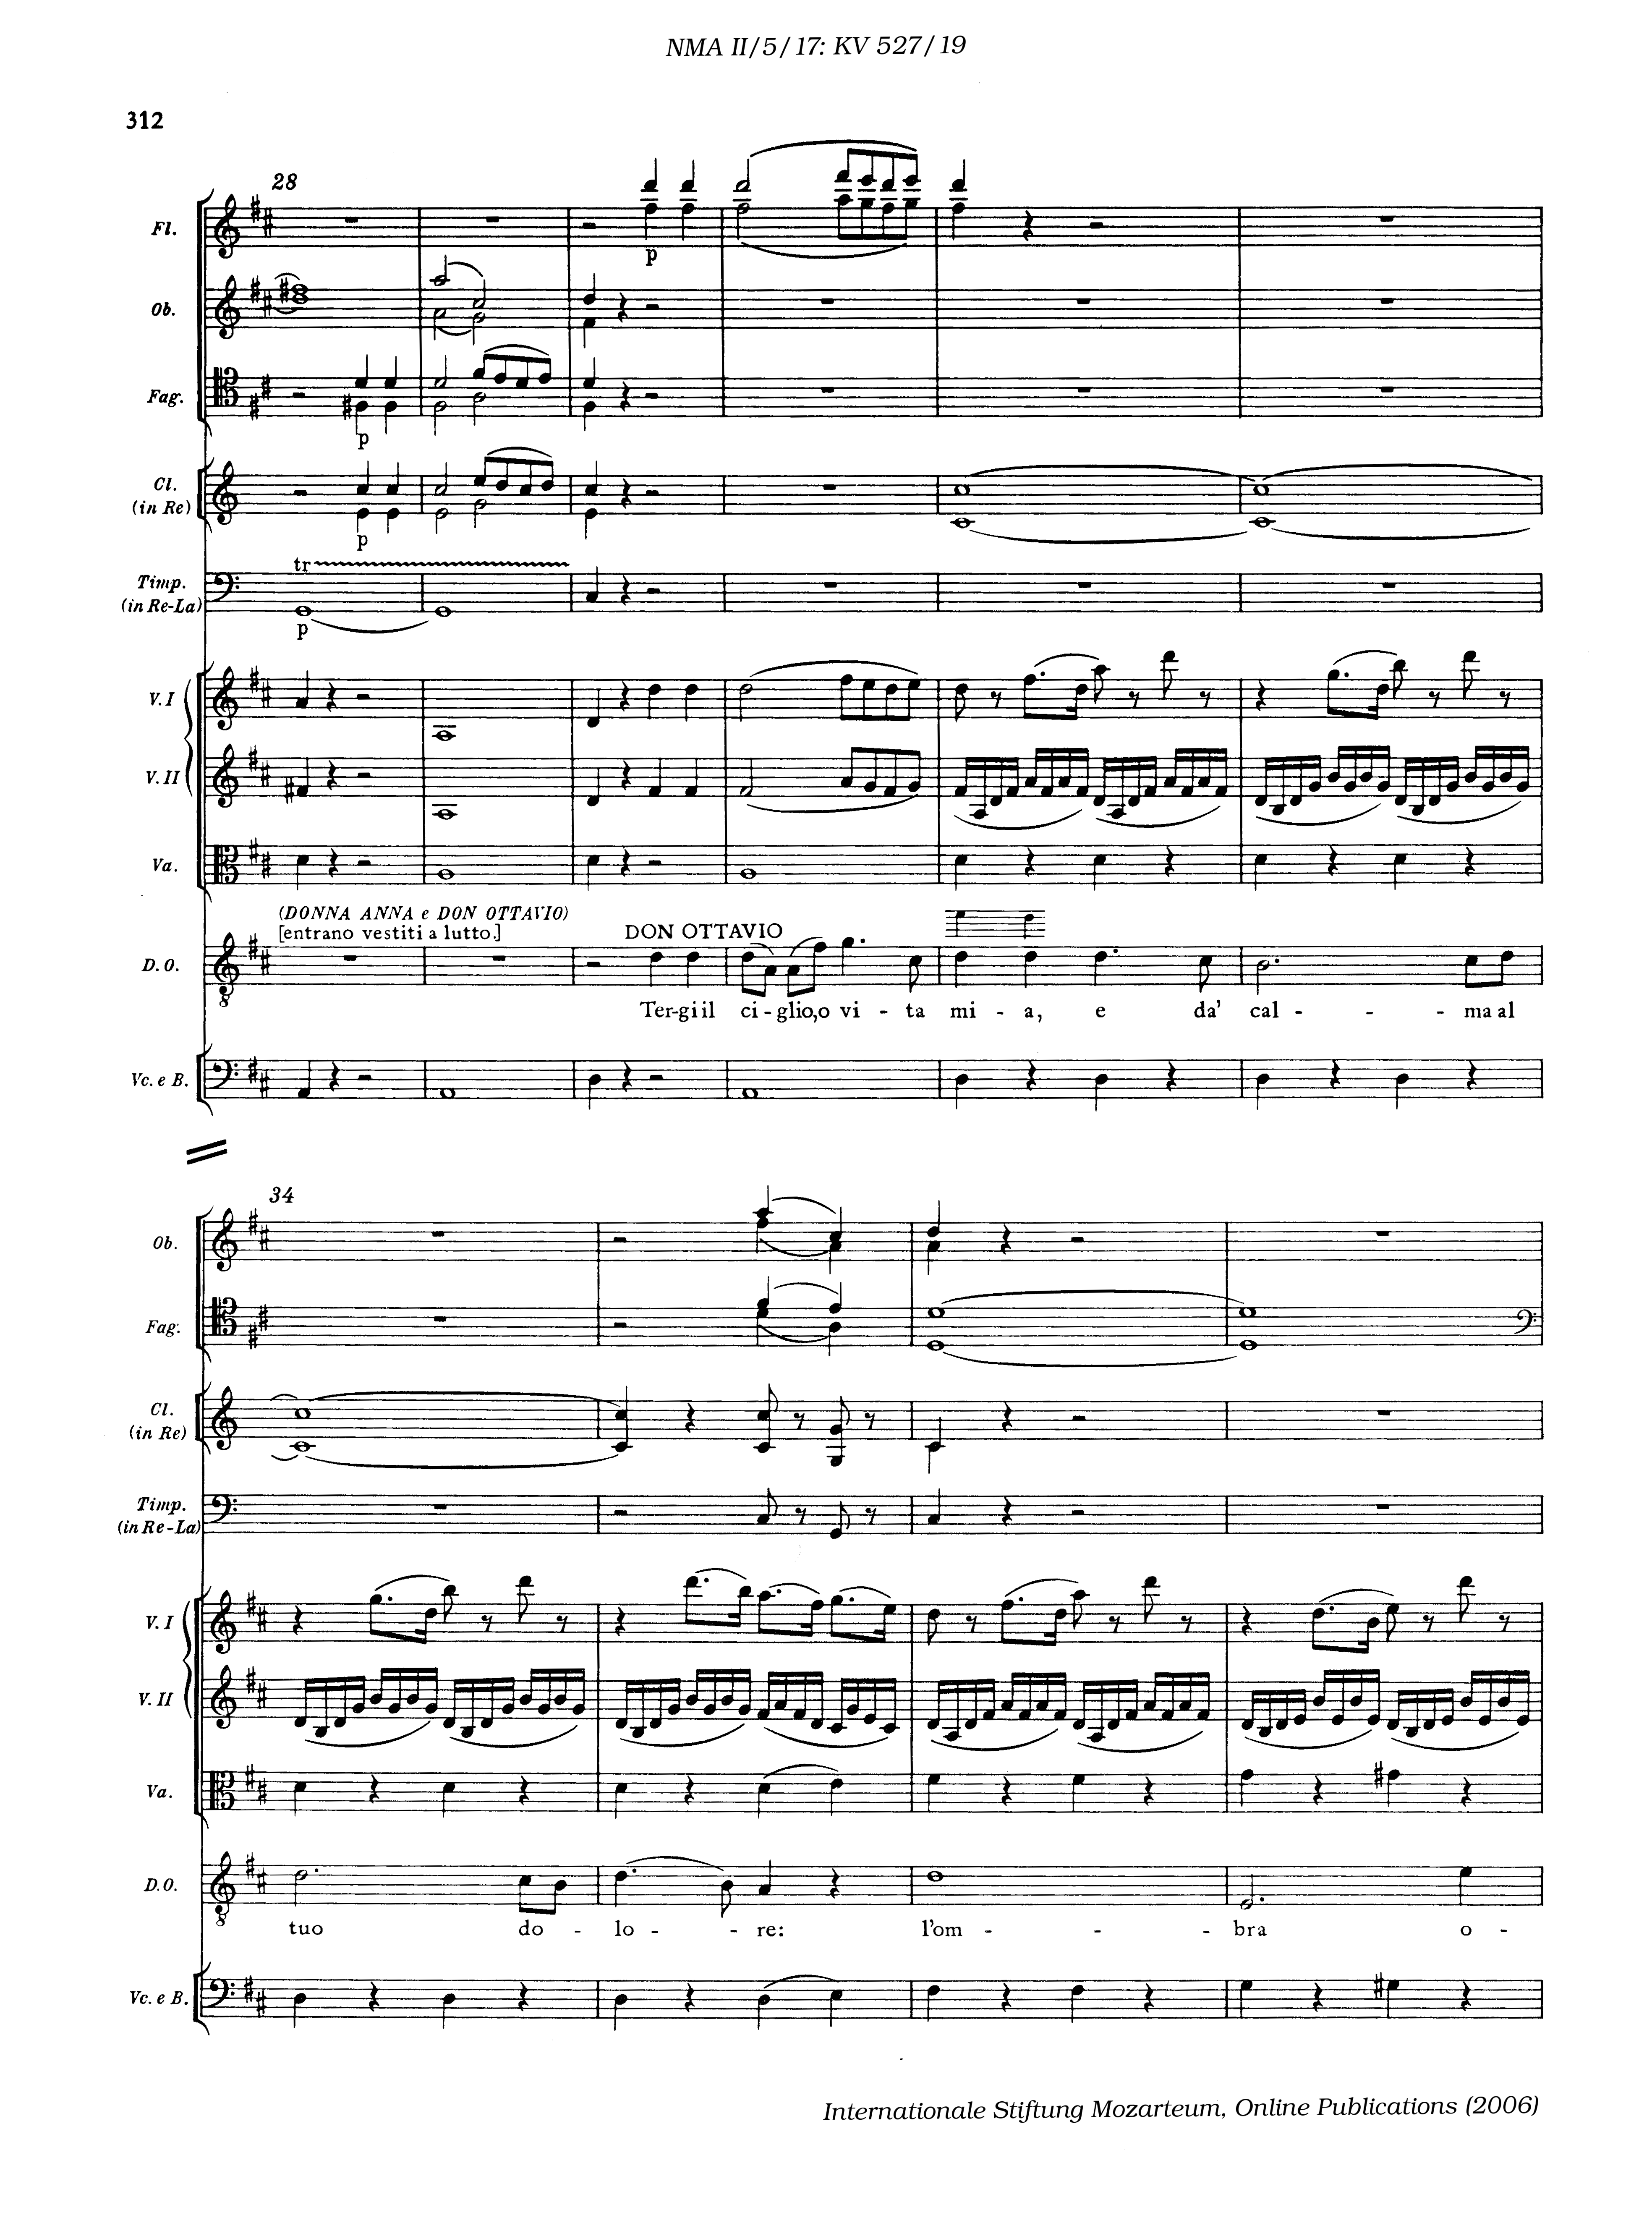 NMA II/5/17: KV 527/19
312
28
Fl.
p
Ob.
Fag.
p
Cl.
(in Re)
p
tr
Timp.
(in Re-La)
p
V. I
V. II
Va.
(DONNA ANNA e DON OTTAVIO)
[entrano vestiti a lutto.]
DON OTTAVIO
D. O.
8
Ter-gi il ci - glio, o vi - ta mi - a, e da' cal - - - ma al
Vc. e B.
34
Ob.
Fag.
Cl.
(in Re)
Timp.
(in Re-La)
V. I
V. II
Va.
D. O.
8
tuo do - lo - - re: l'om - - - bra o -
Vc. e B.
Internationale Stiftung Mozarteum, Online Publications (2006)